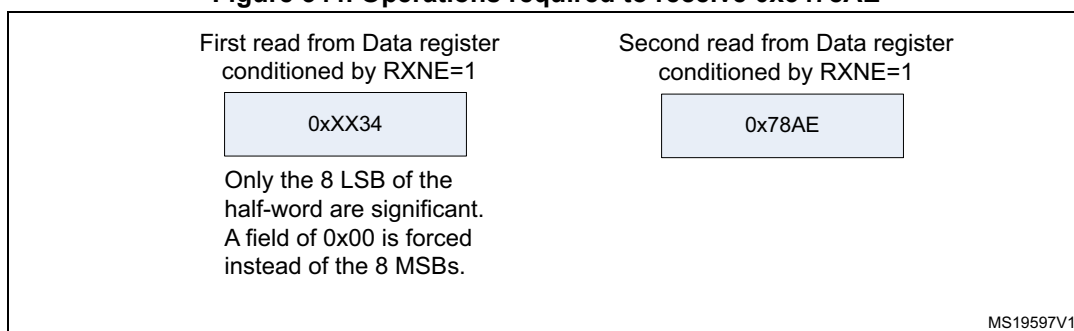 First read from Data register
conditioned by RXNE=1
0xXX34
Only the 8 LSB of the
half-word are significant.
A field of 0x00 is forced
instead of the 8 MSBs.
Second read from Data register
conditioned by RXNE=1
0x78AE
MS19597V1